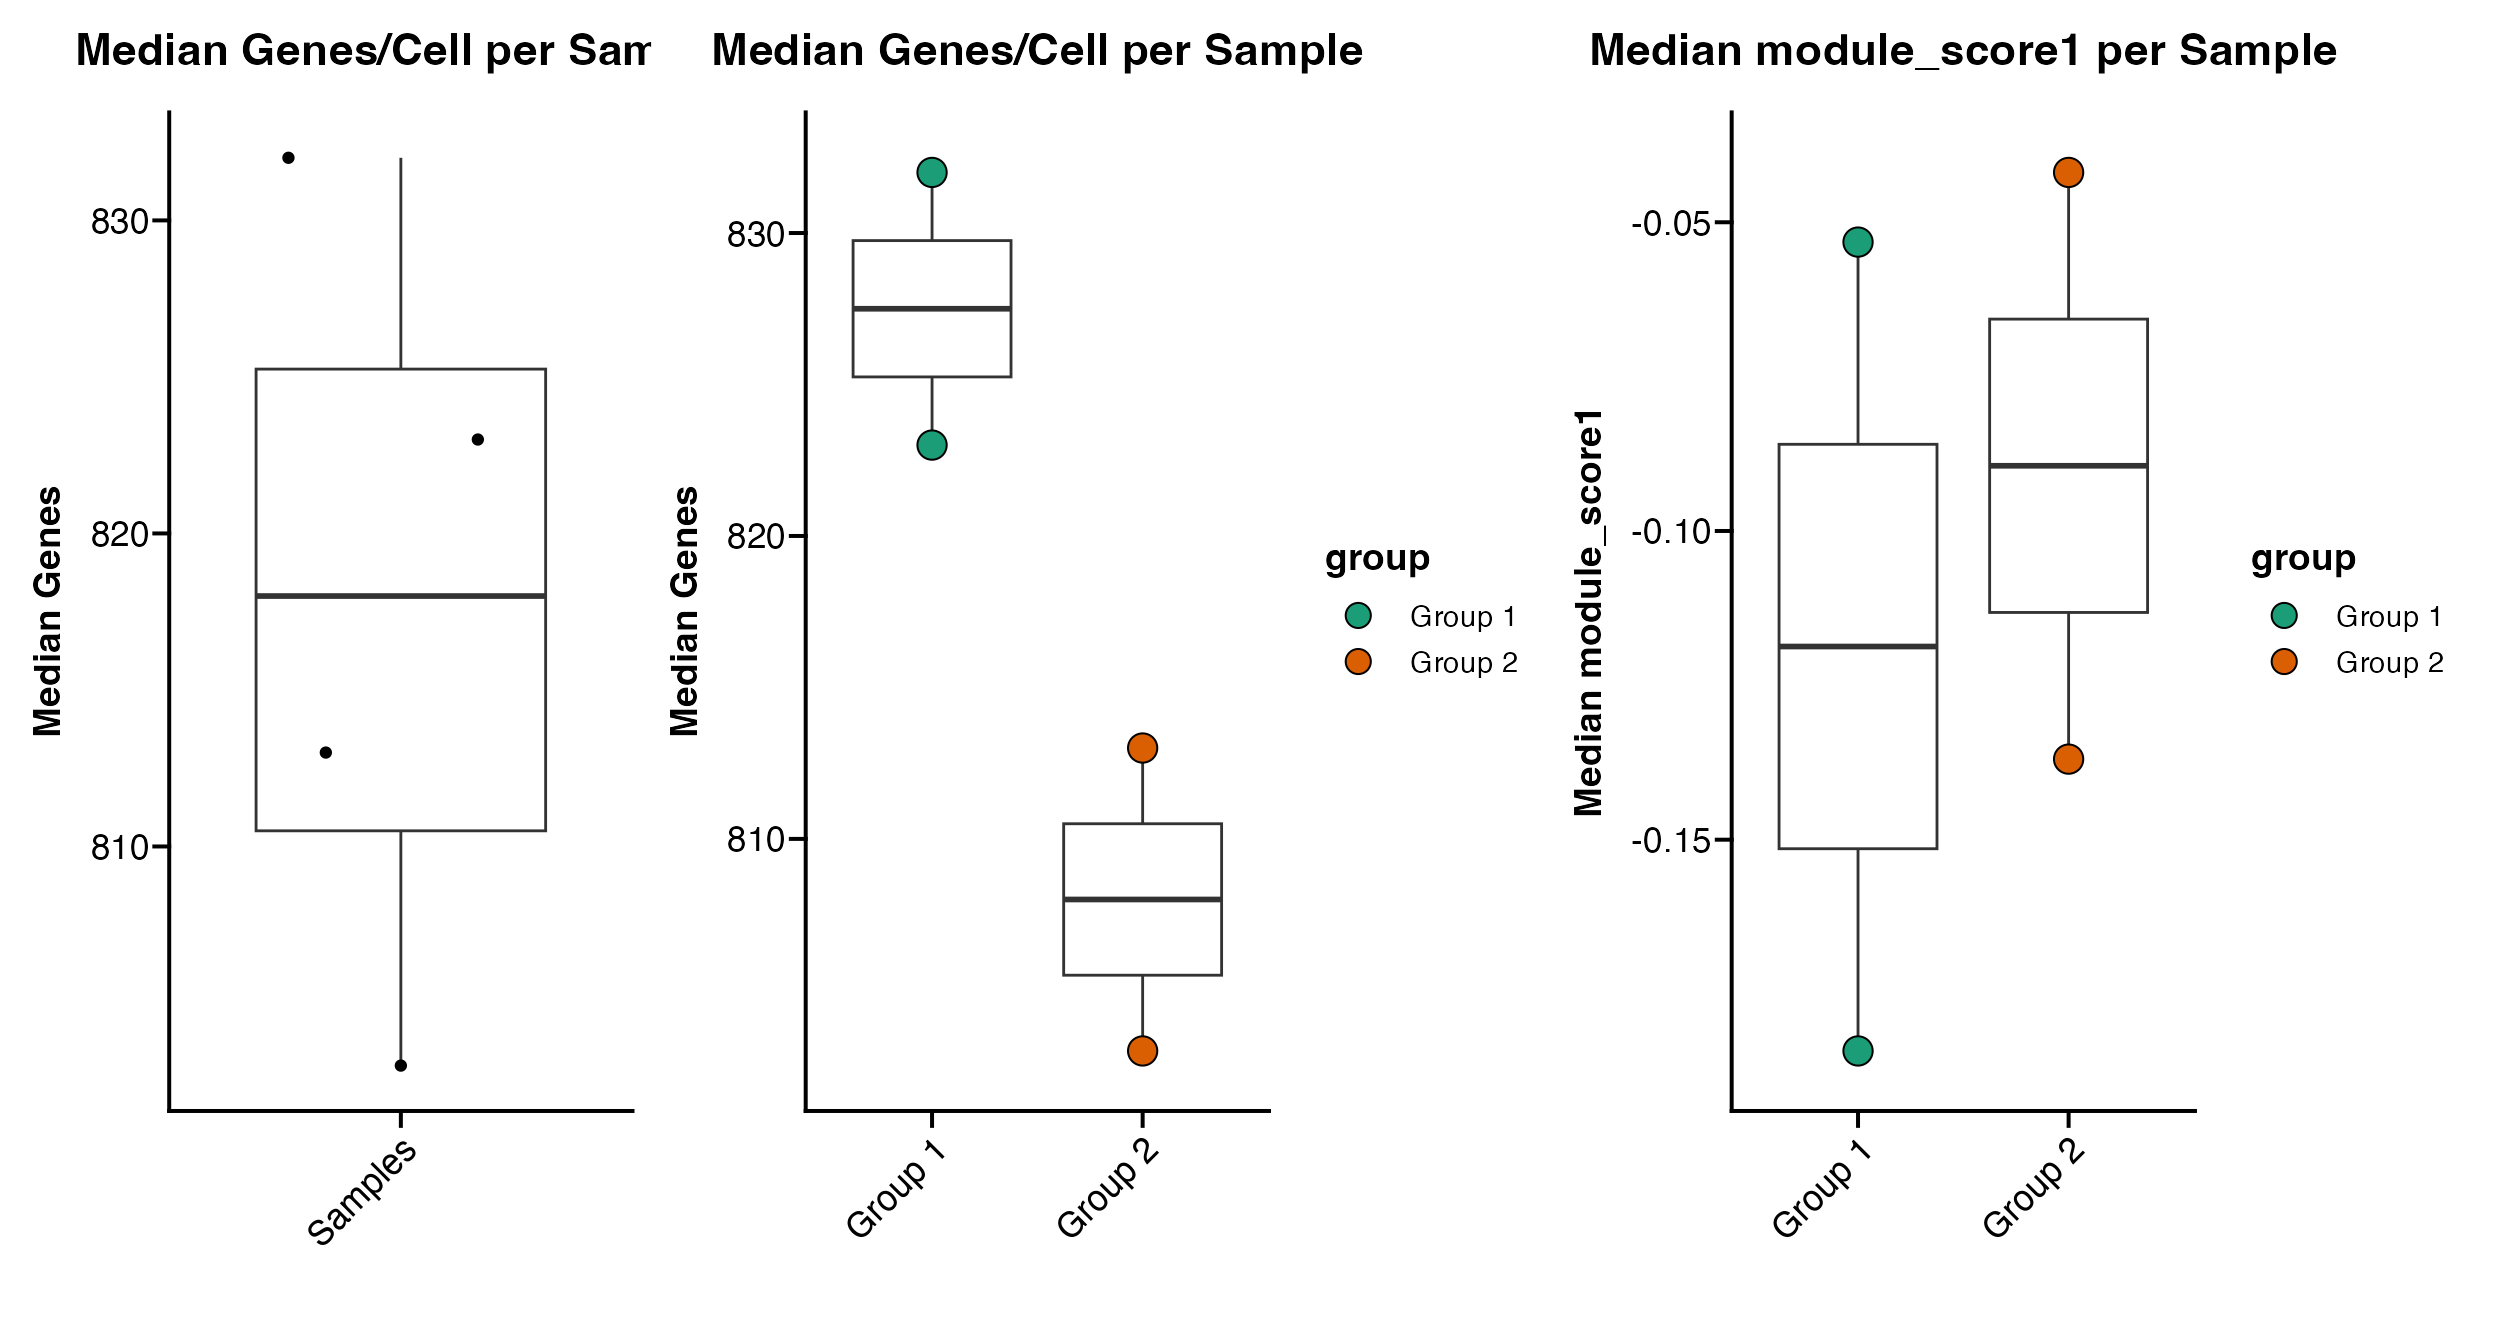 Median Genes/Cell per Sam
Median Genes
830
820
810
Samples
Median Genes/Cell per Sample
Median Genes
830
820
810
Group 1
Group 2
group
Group 1
Group 2
Median module_score1 per Sample
Median module_score1
-0.05
-0.10
-0.15
Group 1
Group 2
group
Group 1
Group 2